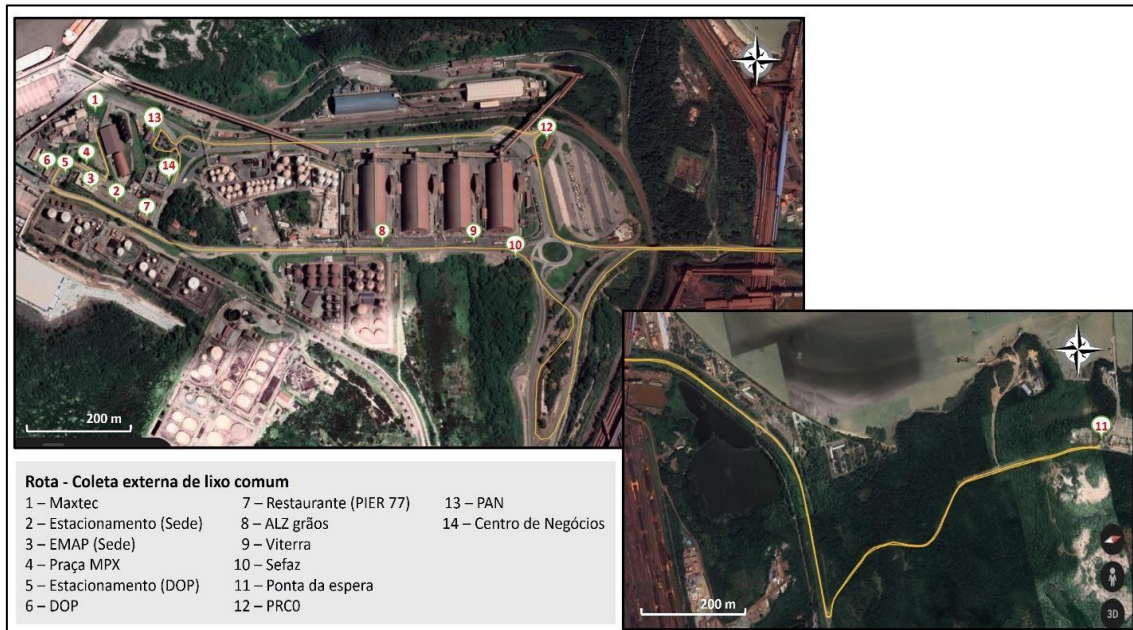 1
13
12
6
5
4
14
3
2
7
8
9
10
200 m
11
200 m
3D
Rota - Coleta externa de lixo comum
1 – Maxtec
2 – Estacionamento (Sede)
3 – EMAP (Sede)
4 – Praça MPX
5 – Estacionamento (DOP)
6 – DOP
7 – Restaurante (PIER 77)
8 – ALZ grãos
9 – Viterra
10 – Sefaz
11 – Ponta da espera
12 – PRC0
13 – PAN
14 – Centro de Negócios